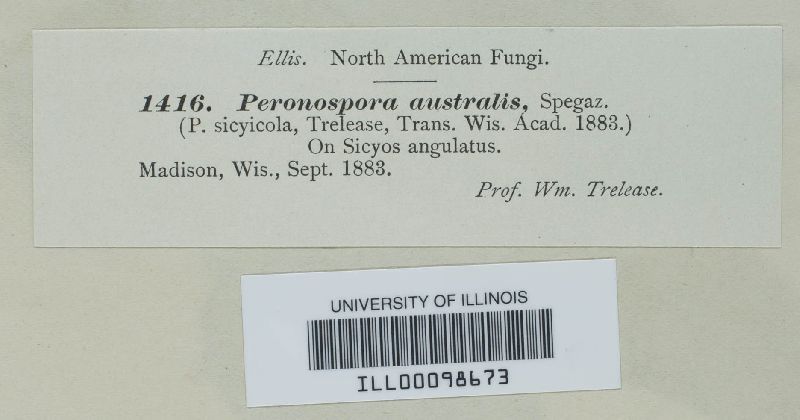 Ellis. North American Fungi.
1416. Peronospora australis, Spegaz.
(P. sicyicola, Trelease, Trans. Wis. Acad. 1883.)
On Sicyos angulatus.
Madison, Wis., Sept. 1883.
Prof. Wm. Trelease.
UNIVERSITY OF ILLINOIS
ILL00098673